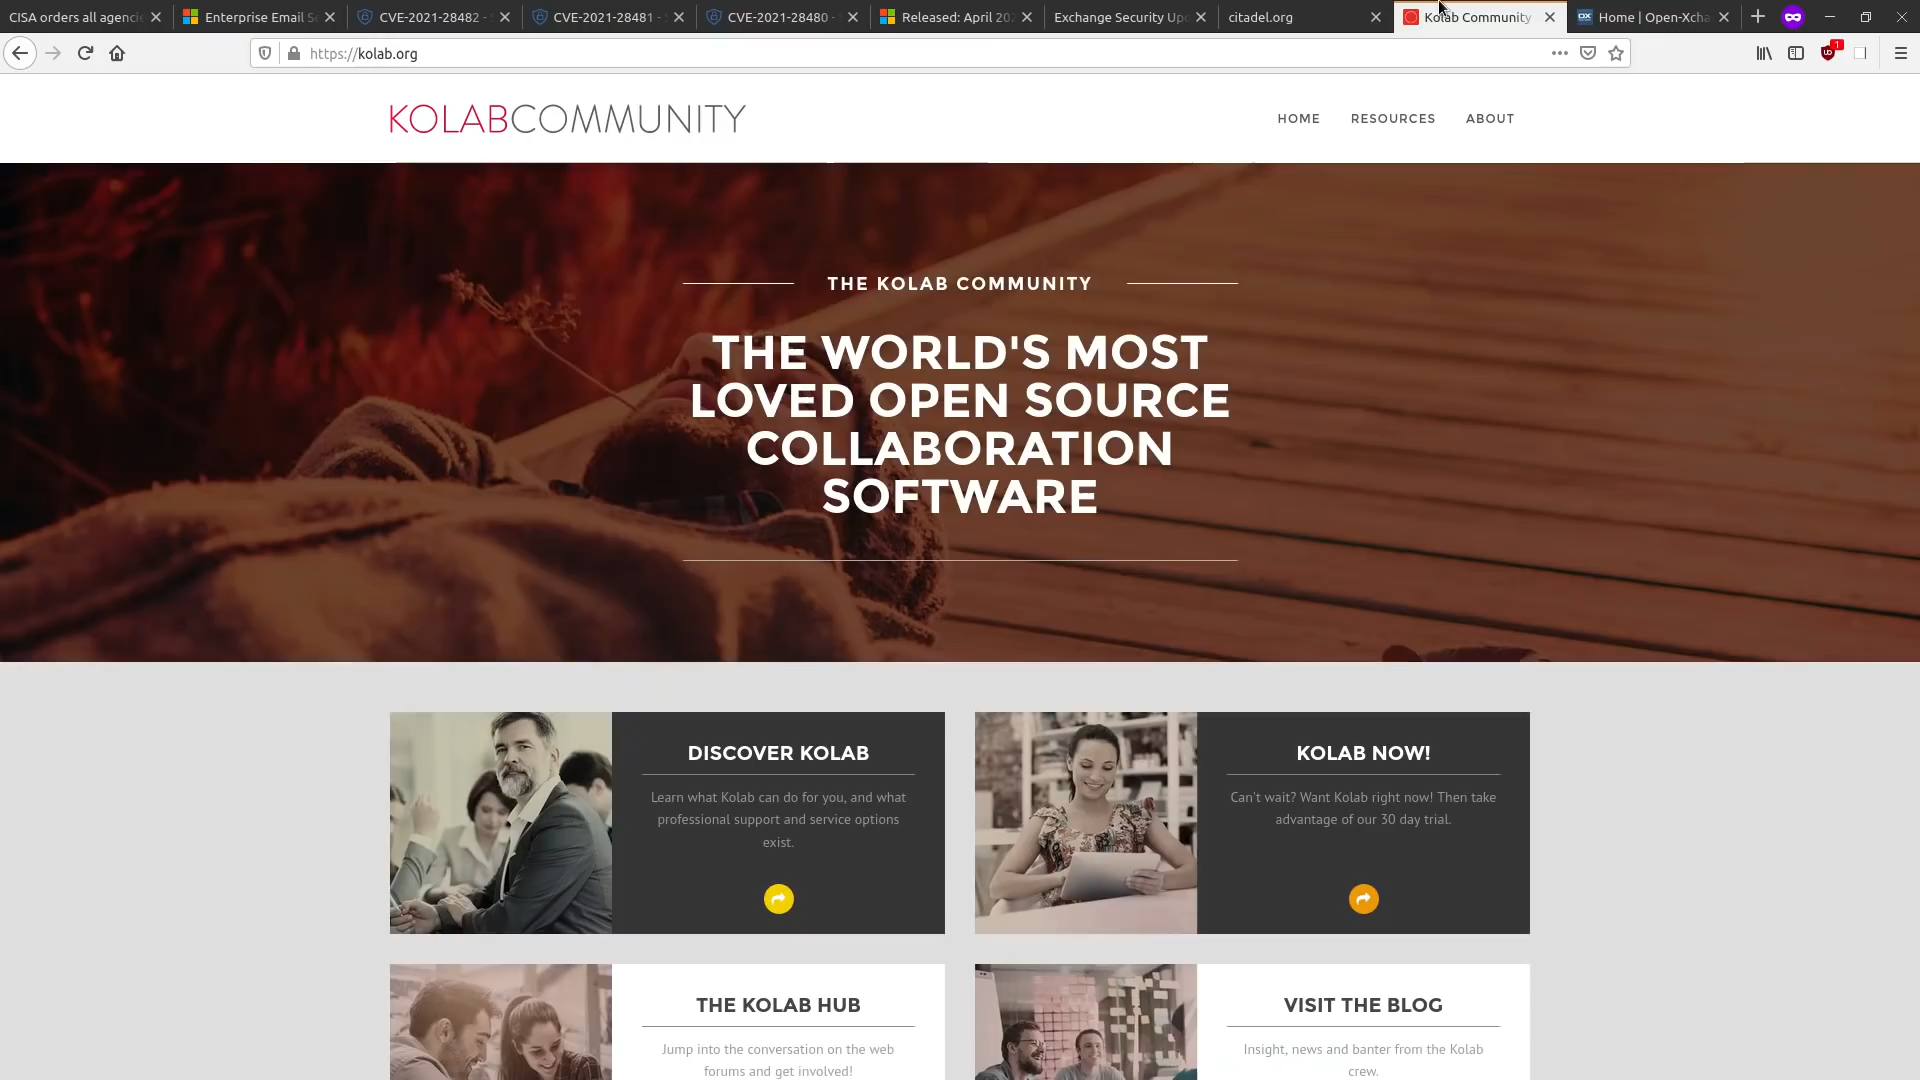 CISA orders all agenci
Enterprise Email S
CVE-2021-28482 -
CVE-2021-28481 -
CVE-2021-28480 -
Released: April 20
Exchange Security Up
citadel.org
Kolab Community
Home | Open-Xcha
https://kolab.org
1
KOLABCOMMUNITY
HOME
RESOURCES
ABOUT
THE KOLAB COMMUNITY
THE WORLD'S MOST
LOVED OPEN SOURCE
COLLABORATION
SOFTWARE
DISCOVER KOLAB
Learn what Kolab can do for you, and what
professional support and service options
exist.
KOLAB NOW!
Can't wait? Want Kolab right now! Then take
advantage of our 30 day trial.
THE KOLAB HUB
Jump into the conversation on the web
forums and get involved!
VISIT THE BLOG
Insight, news and banter from the Kolab
crew.